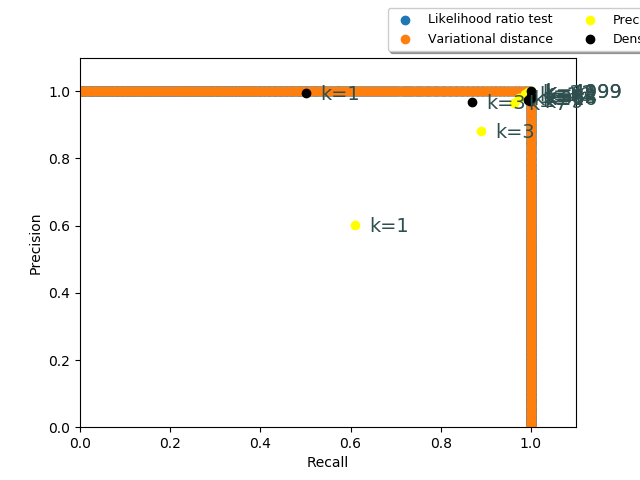 Likelihood ratio test
Variational distance
Prec
Dens
1.0
0.8
0.6
0.4
0.2
0.0
Precision
k=1
k=3
k=3
k=1
0.0
0.2
0.4
0.6
0.8
1.0
Recall